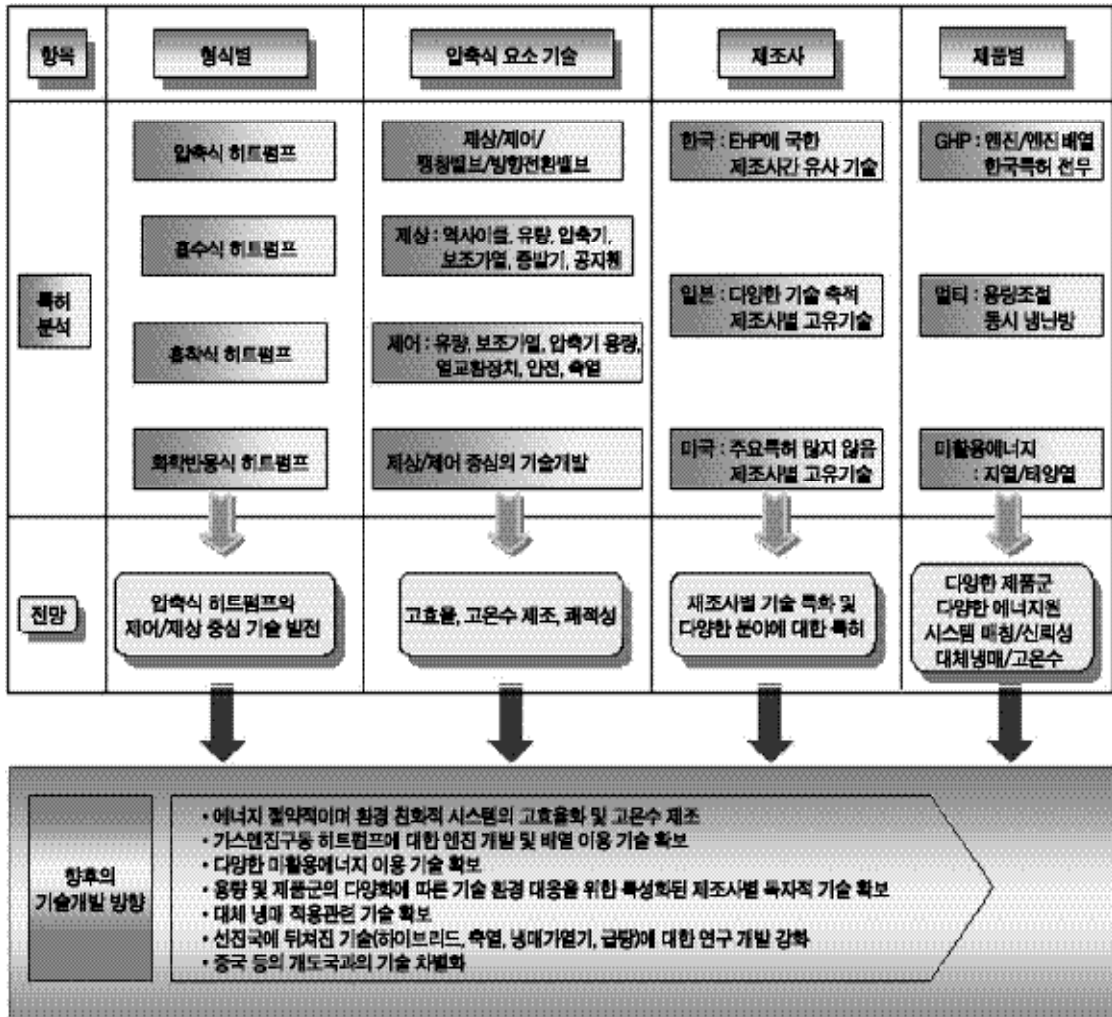 항목
형식별
압축식 요소 기술
제조사
제품별
특허
분석
압축식 히트펌프
흡수식 히트펌프
흡착식 히트펌프
화학반응식 히트펌프
제상/제어/
팽창밸브/방향전환밸브
제상 : 역사이클, 유량, 압축기,
보조가열, 증발기, 공지원
제어 : 유량, 보조가열, 압축기 용량,
열교환장치, 안전, 축열
제상/제어 중심의 기술개발
한국 : EHP에 국한
제조사간 유사 기술
일본 : 다양한 기술 축적
제조사별 고유기술
미국 : 주요특허 많지 않음
제조사별 고유기술
GHP : 엔진/엔진배열
한국특허 전무
멀티 : 용량조절
동시 냉난방
미활용에너지
: 지열/태양열
전망
압축식 히트펌프와
제어/제상 중심 기술 발전
고효율, 고온수 제조, 쾌적성
제조사별 기술 특화 및
다양한 분야에 대한 특허
다양한 제품군
다양한 에너지원
시스템 매칭/신뢰성
대체냉매/고온수
향후의
기술개발 방향
• 에너지 절약적이며 환경 친화적 시스템의 고효율화 및 고온수 제조
• 가스엔진구동 히트펌프에 대한 엔진 개발 및 배열 이용 기술 확보
• 다양한 미활용에너지 이용 기술 확보
• 용량 및 제품군의 다양화에 따른 기술 환경 대응을 위한 특성화된 제조사별 독자적 기술 확보
• 대체 냉매 적용관련 기술 확보
• 선진국에 뒤쳐진 기술(하이브리드, 축열, 냉매가열기, 급탕)에 대한 연구 개발 강화
• 중국 등의 개도국과의 기술 차별화